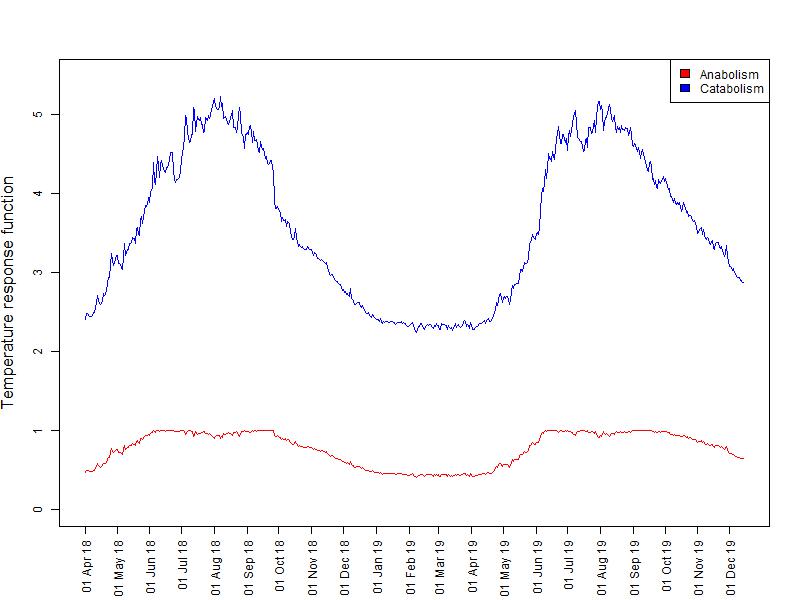 Anabolism
Catabolism
Temperature response function
5
4
3
2
1
0
01 Apr 18
01 May 18
01 Jun 18
01 Jul 18
01 Aug 18
01 Sep 18
01 Oct 18
01 Nov 18
01 Dec 18
01 Jan 19
01 Feb 19
01 Mar 19
01 Apr 19
01 May 19
01 Jun 19
01 Jul 19
01 Aug 19
01 Sep 19
01 Oct 19
01 Nov 19
01 Dec 19